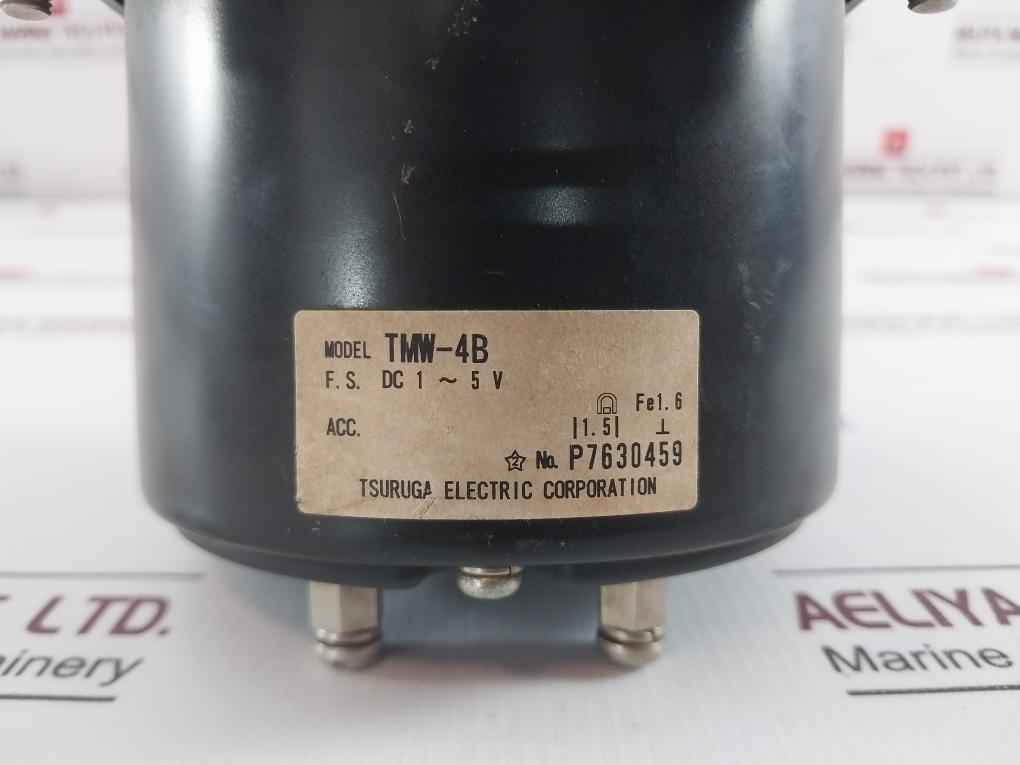 MODEL TMW-4B
F.S. DC 1 ~ 5 V
Fe1.6
ACC. |1.5| ⊥
2 No. P7630459
TSURUGA ELECTRIC CORPORATION
LTD.
AELIYA
Marine